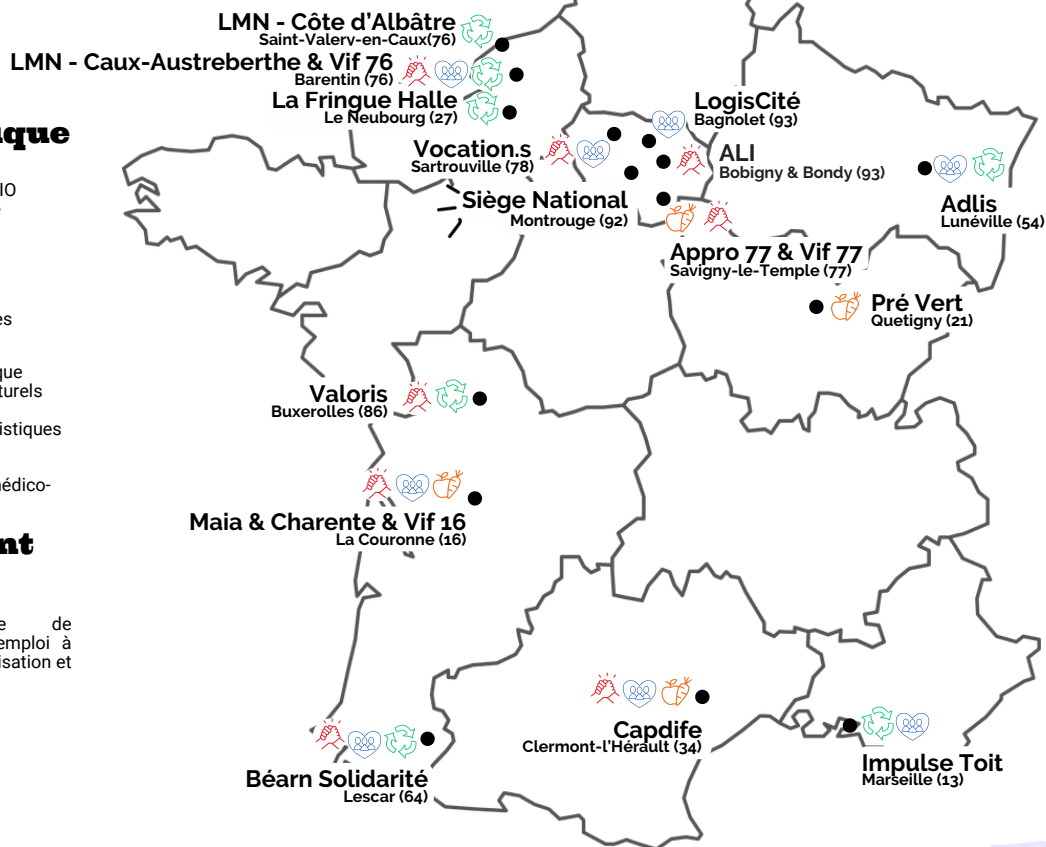 LMN - Côte d'Albâtre
Saint-Valery-en-Caux(76)
LMN - Caux-Austreberthe & Vif 76
Barentin (76)
La Fringue Halle
Le Neubourg (27)
LogisCité
Bagnolet (93)
Vocation.s
Sartrouville (78)
ALI
Bobigny & Bondy (93)
Siège National
Montrouge (92)
Adlis
Lunéville (54)
Appro 77 & Vif 77
Savigny-le-Temple (77)
Pré Vert
Quetigny (21)
Valoris
Buxerolles (86)
Maia & Charente & Vif 16
La Couronne (16)
Capdife
Clermont-l'Hérault (34)
Impulse Toit
Marseille (13)
Béarn Solidarité
Lescar (64)
que
IO
es
que
turels
istiques
médico-
nt
e de
emploi à
isation et